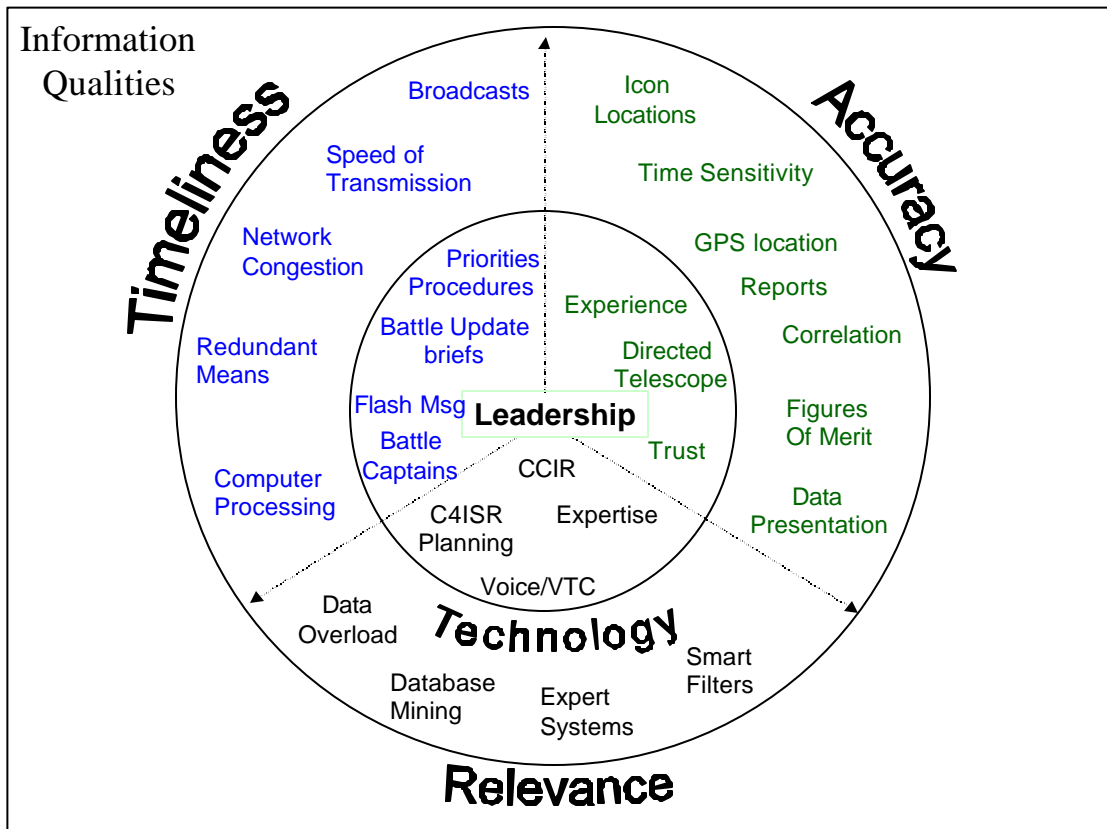 Information
Qualities
Timeliness
Accuracy
Broadcasts
Speed of
Transmission
Network
Congestion
Redundant
Means
Computer
Processing
Priorities
Procedures
Battle Update
briefs
Flash Msg
Battle
Captains
Leadership
Icon
Locations
Time Sensitivity
GPS location
Reports
Correlation
Figures
Of Merit
Data
Presentation
Experience
Directed
Telescope
Trust
CCIR
C4ISR
Planning
Expertise
Voice/VTC
Technology
Data
Overload
Database
Mining
Expert
Systems
Smart
Filters
Relevance